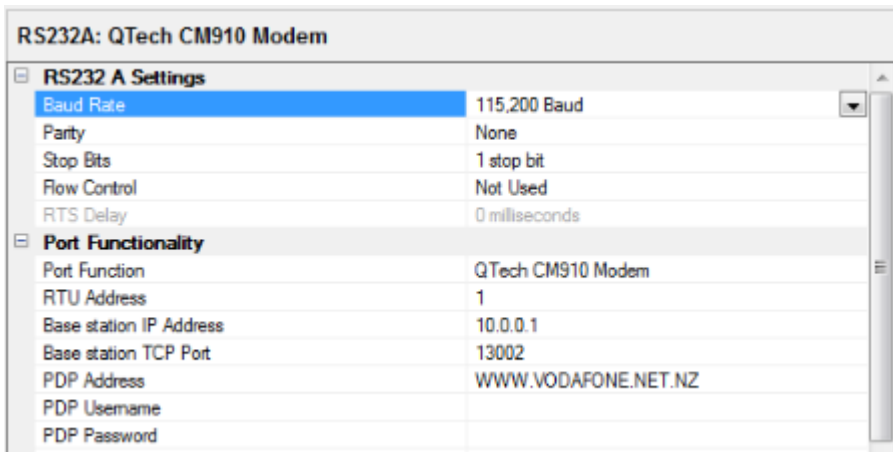 RS232A: QTech CM910 Modem
RS232 A Settings
Baud Rate 115,200 Baud
Parity None
Stop Bits 1 stop bit
Flow Control Not Used
RTS Delay 0 milliseconds
Port Functionality
Port Function QTech CM910 Modem
RTU Address 1
Base station IP Address 10.0.0.1
Base station TCP Port 13002
PDP Address WWW.VODAFONE.NET.NZ
PDP Username
PDP Password